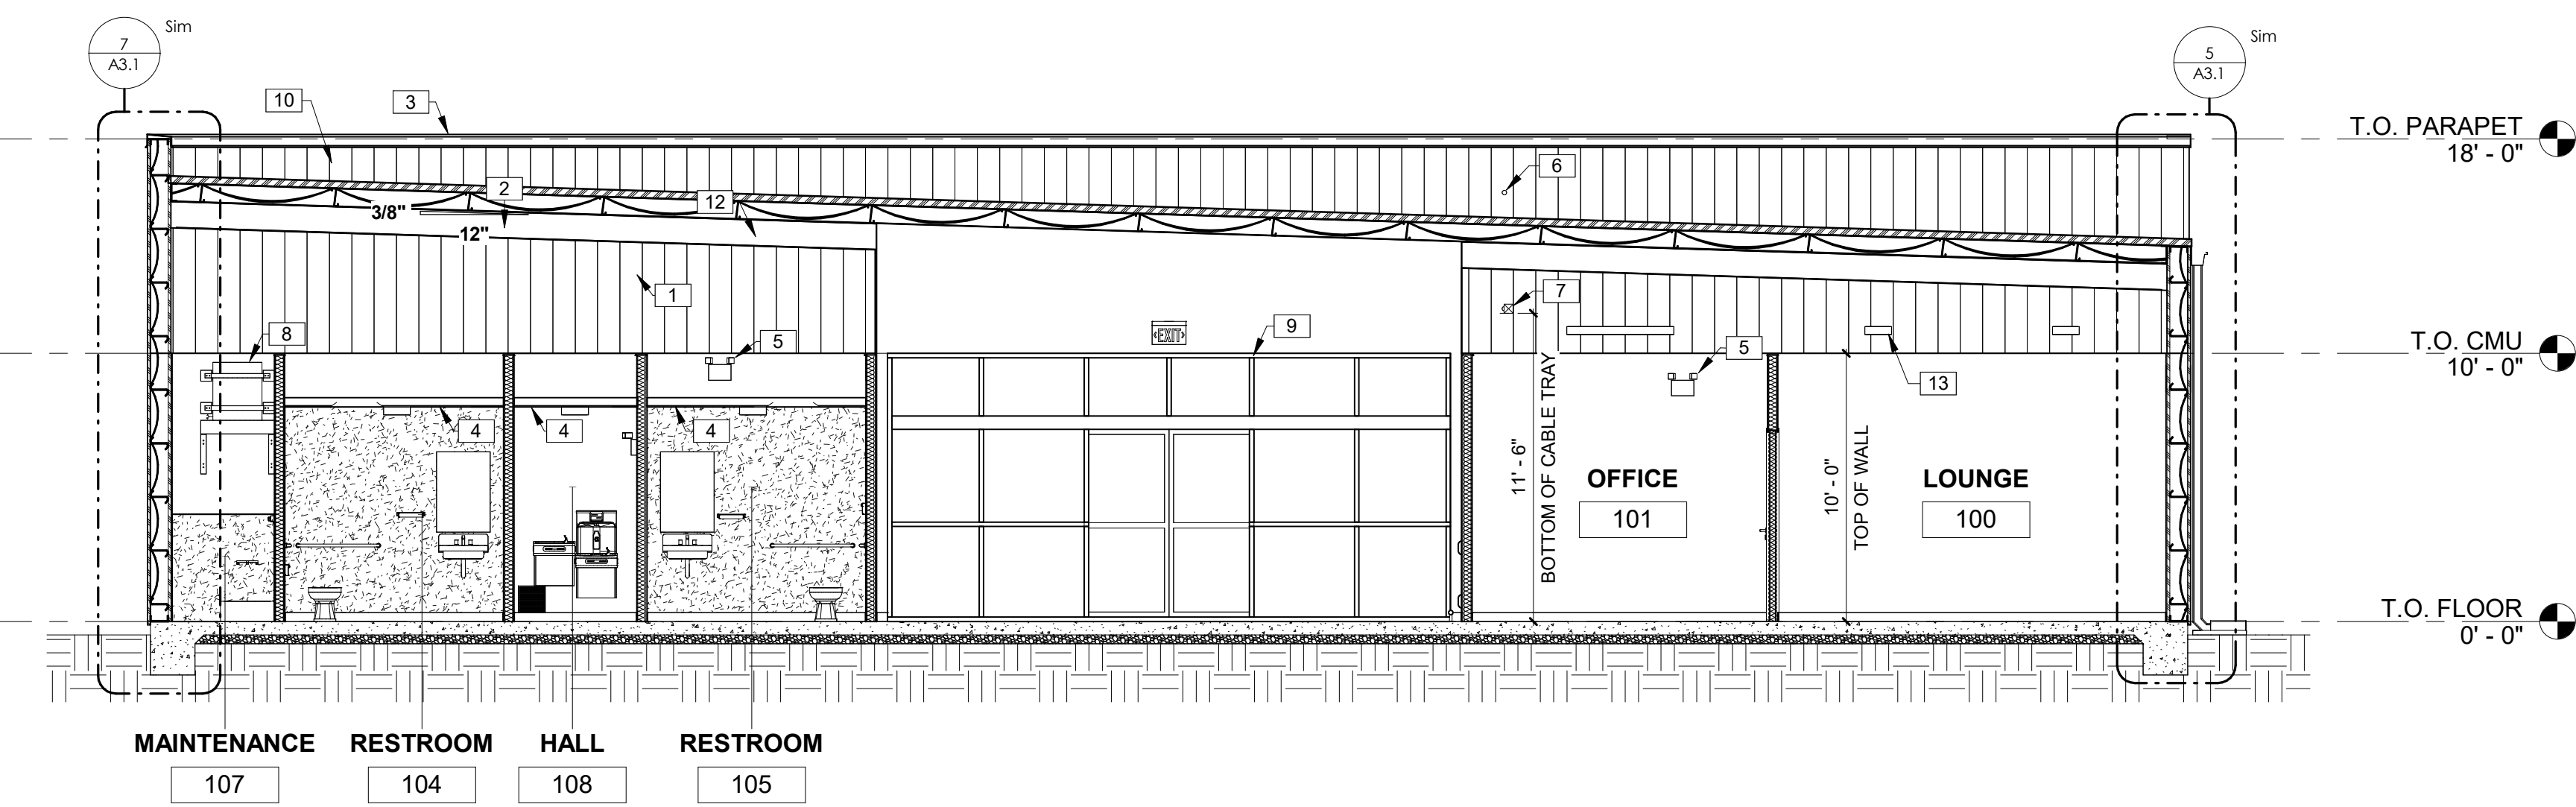 7
A3.1
Sim
5
A3.1
Sim
10
3
T.O. PARAPET
18' - 0"
6
2
12
3/8"
12"
1
7
8
5
EXIT
9
5
T.O. CMU
10' - 0"
13
4
4
4
11' - 6"
BOTTOM OF CABLE TRAY
OFFICE
101
10' - 0"
TOP OF WALL
LOUNGE
100
T.O. FLOOR
0' - 0"
MAINTENANCE
107
RESTROOM
104
HALL
108
RESTROOM
105